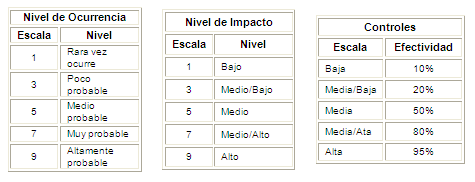 Nivel de Ocurrencia
Escala Nivel
1 Rara vez
ocurre
3 Poco
probable
5 Medio
probable
7 Muy probable
9 Altamente
probable
Nivel de Impacto
Escala Nivel
1 Bajo
3 Medio/Bajo
5 Medio
7 Medio/Alto
9 Alto
Controles
Escala Efectividad
Baja 10%
Media/Baja 20%
Media 50%
Media/Ata 80%
Alta 95%